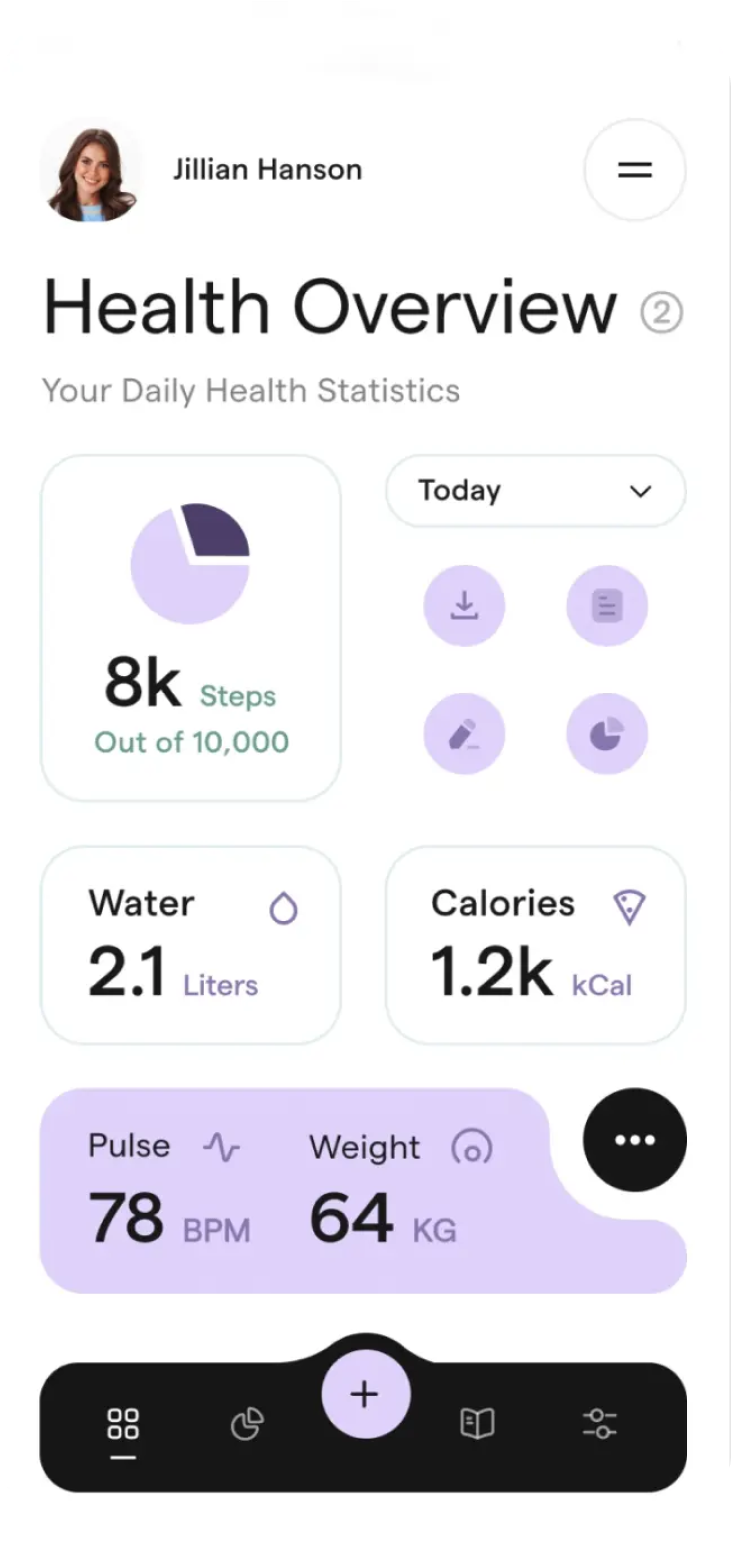 Jillian Hanson
Health Overview ②
Your Daily Health Statistics
8k Steps
Out of 10,000
Today
Water
2.1 Liters
Calories
1.2k kCal
Pulse
78 BPM
Weight
64 KG